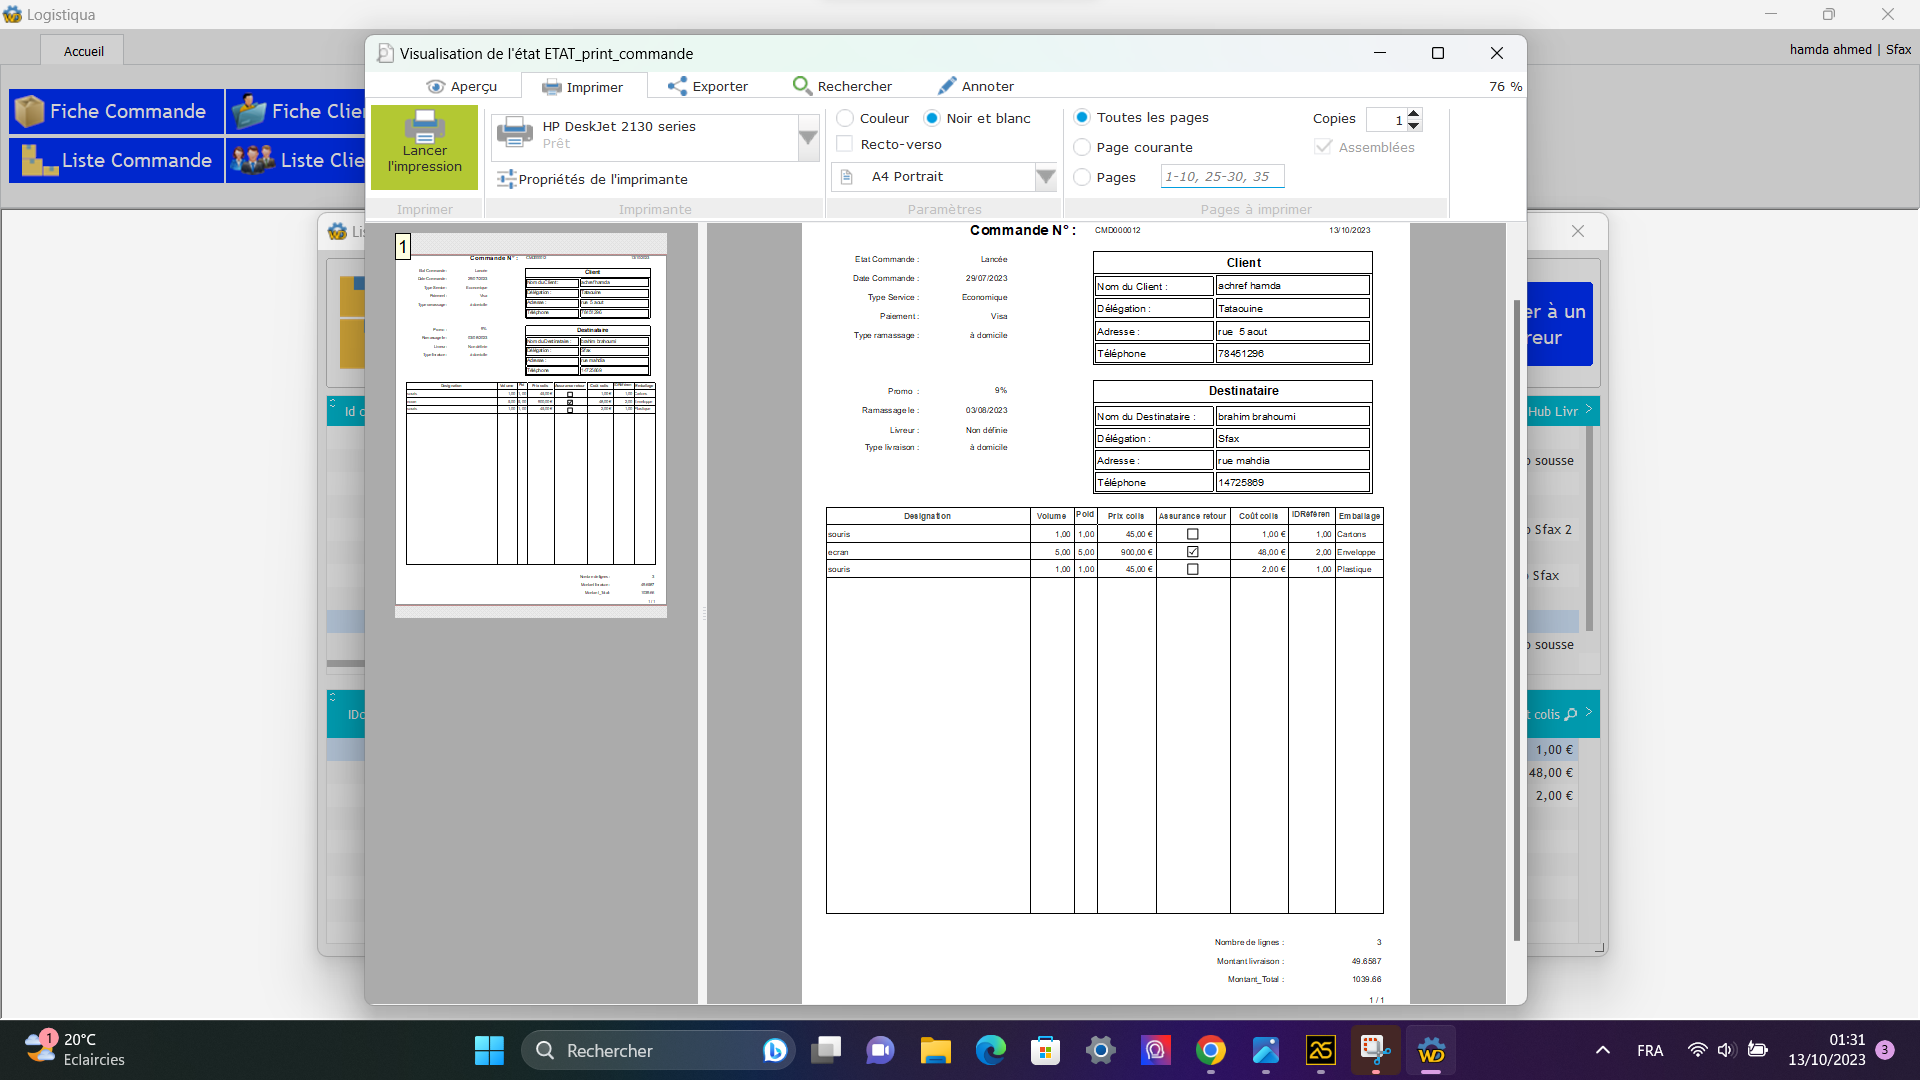 Logistiqua
Accueil
hamda ahmed | Sfax
Fiche Commande
Fiche Clie
Liste Commande
Liste Clie
Visualisation de l'état ETAT_print_commande
Aperçu
Imprimer
Exporter
Rechercher
Annoter
76 %
Lancer
l'impression
HP DeskJet 2130 series
Prêt
Propriétés de l'imprimante
Couleur
Noir et blanc
Recto-verso
A4 Portrait
Toutes les pages
Page courante
Pages
1-10, 25-30, 35
Copies
1
Assemblées
Imprimer
Imprimante
Paramètres
Pages à imprimer
Lis
1
Commande N° :
CMD000012
13/10/2023
Etat Commande :
Lancée
Date Commande :
29/07/2023
Type Service :
Economique
Paiement :
Visa
Type ramassage :
à domicile
Client
Nom du Client :
achref hamda
Délégation :
Tataouine
Adresse :
rue 5 aout
Téléphone
78451296
Promo :
9%
Ramassage le :
03/08/2023
Livreur :
Non définie
Type livraison :
à domicile
Destinataire
Nom du Destinataire :
brahim brahoumi
Délégation :
Sfax
Adresse :
rue mahdia
Téléphone
14725869
Designation Volume Poid Prix colis Assurance retour Coût colis IDRéféren Emballage
souris 1,00 1,00 45,00 € 1,00 € 1,00 Cartons
ecran 5,00 5,00 900,00 € 48,00 € 2,00 Enveloppe
souris 1,00 1,00 45,00 € 2,00 € 1,00 Plastique
Nombre de lignes :
3
Montant livraison :
49.6587
Montant_Total :
1039.66
1 / 1
er à un
reur
Id c
Hub Livr
sousse
Sfax 2
Sfax
sousse
IDc
t colis
1,00 €
48,00 €
2,00 €
1
20°C
Eclaircies
Rechercher
FRA
01:31
13/10/2023
3